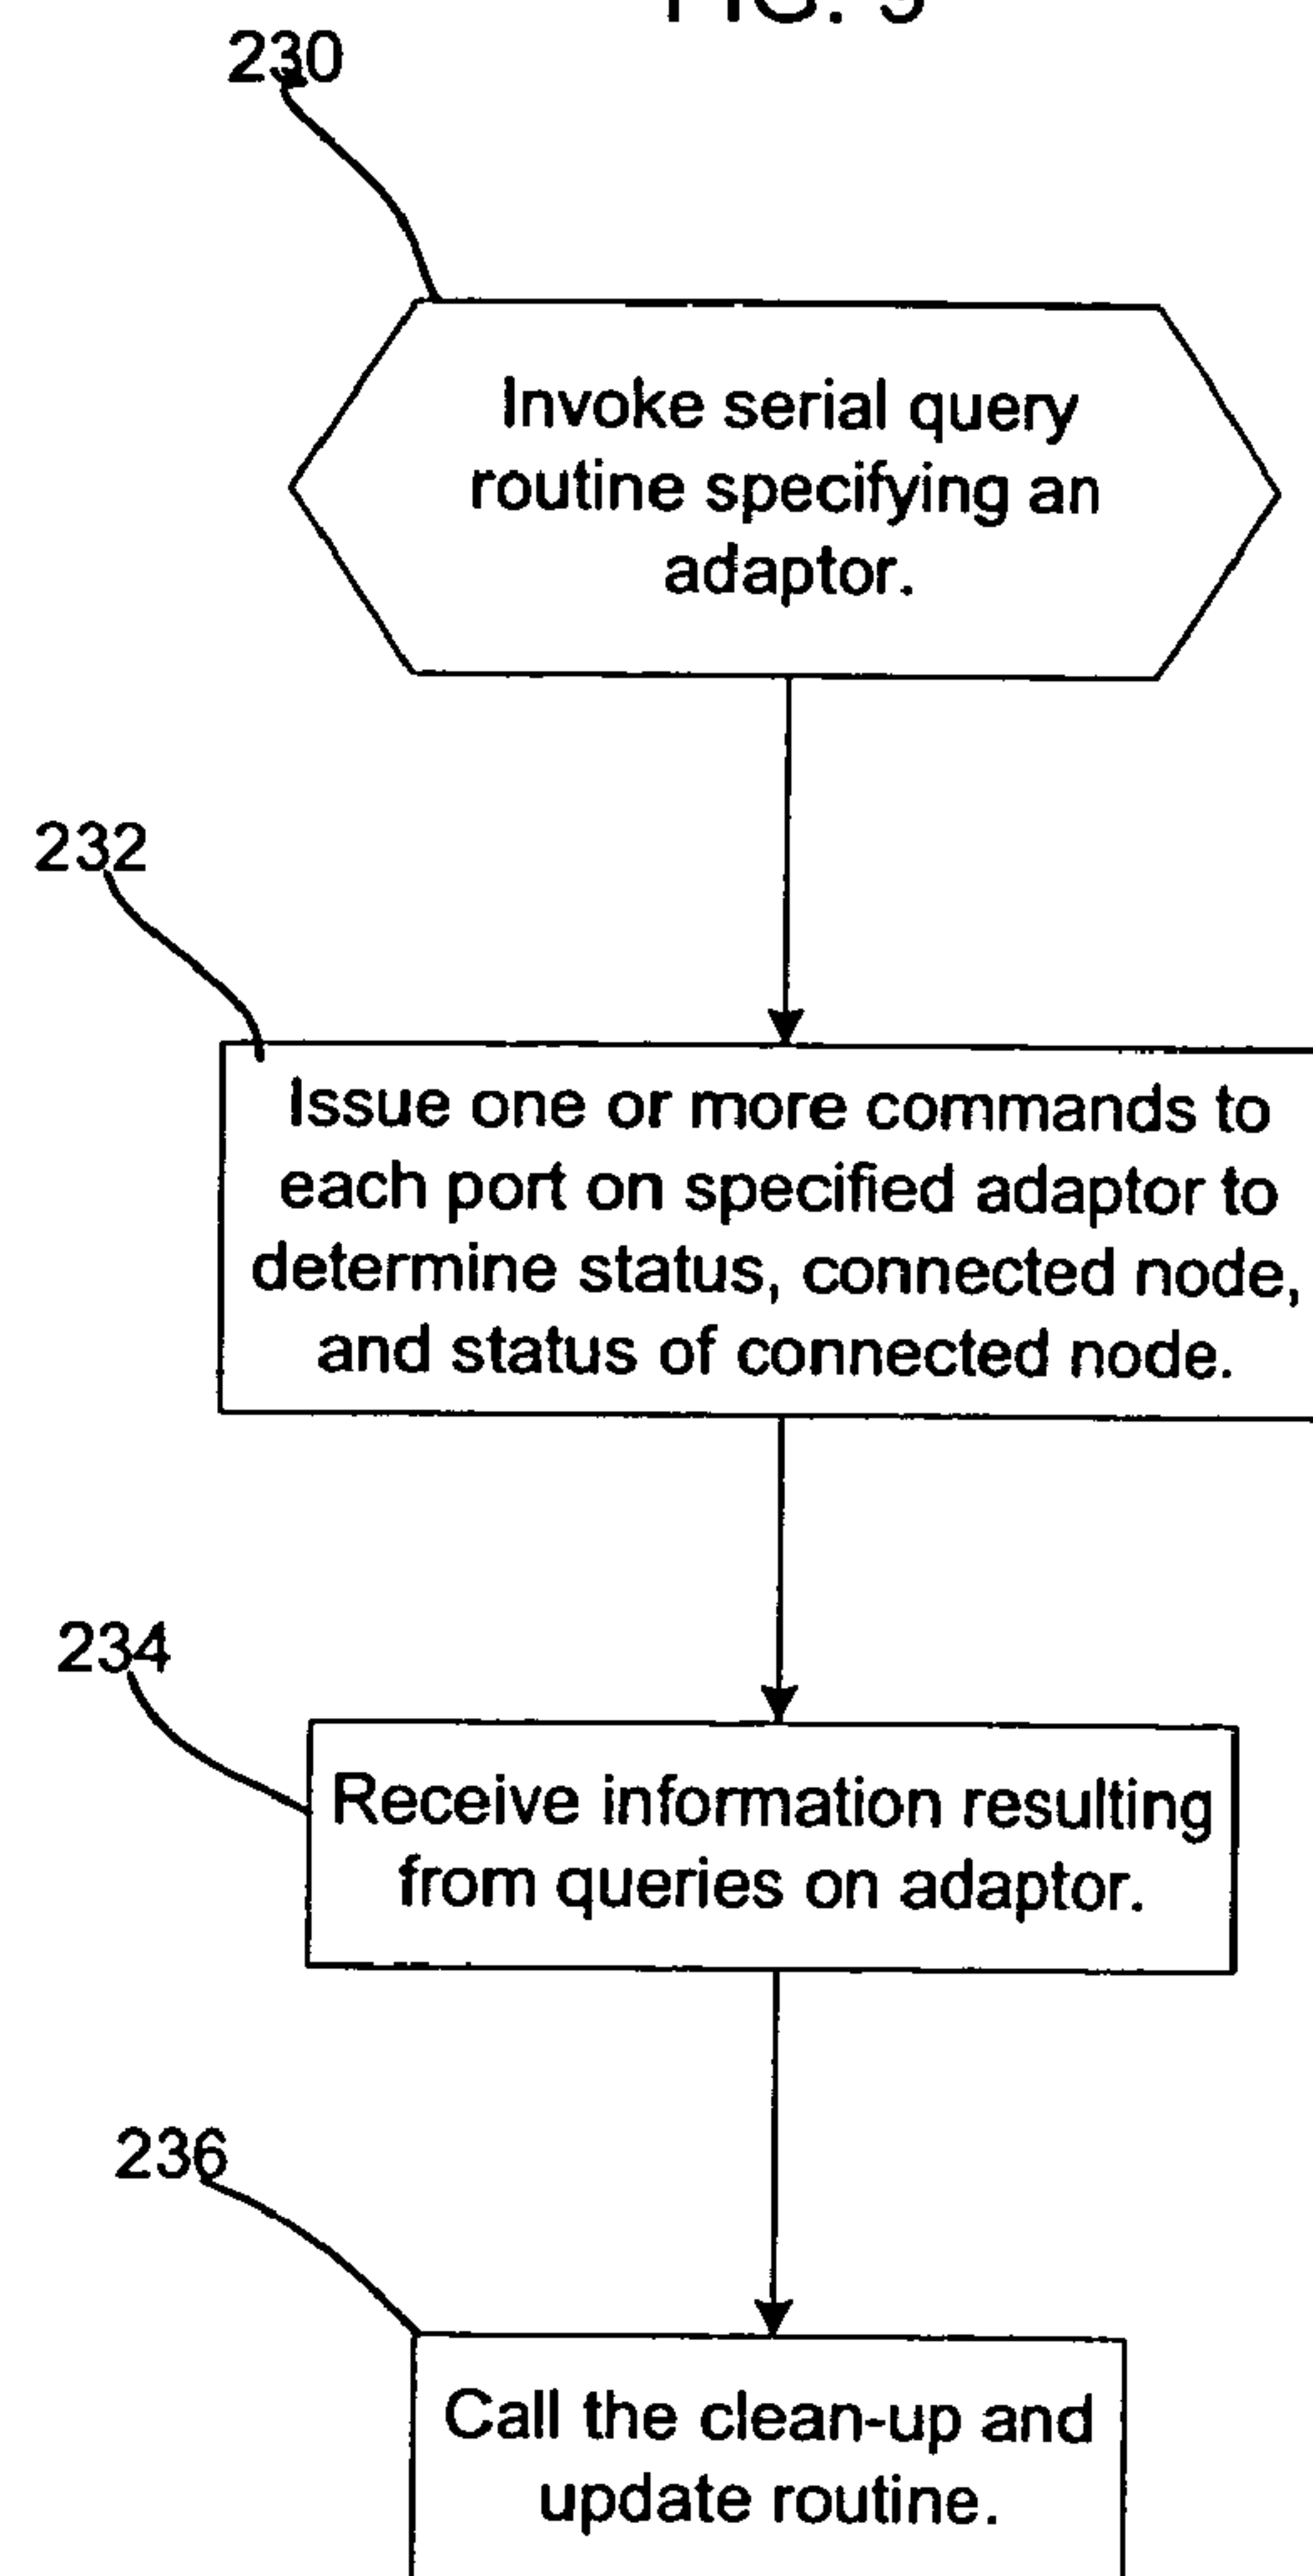 230
Invoke serial query
routine specifying an
adaptor.
232
Issue one or more commands to
each port on specified adaptor to
determine status, connected node,
and status of connected node.
234
Receive information resulting
from queries on adaptor.
236
Call the clean-up and
update routine.